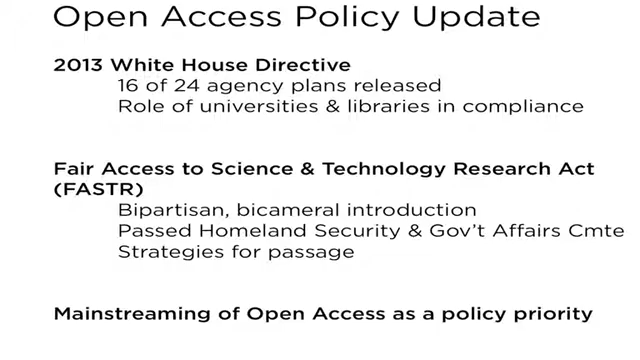 Open Access Policy Update
2013 White House Directive
16 of 24 agency plans released
Role of universities & libraries in compliance
Fair Access to Science & Technology Research Act
(FASTR)
Bipartisan, bicameral introduction
Passed Homeland Security & Gov't Affairs Cmte
Strategies for passage
Mainstreaming of Open Access as a policy priority